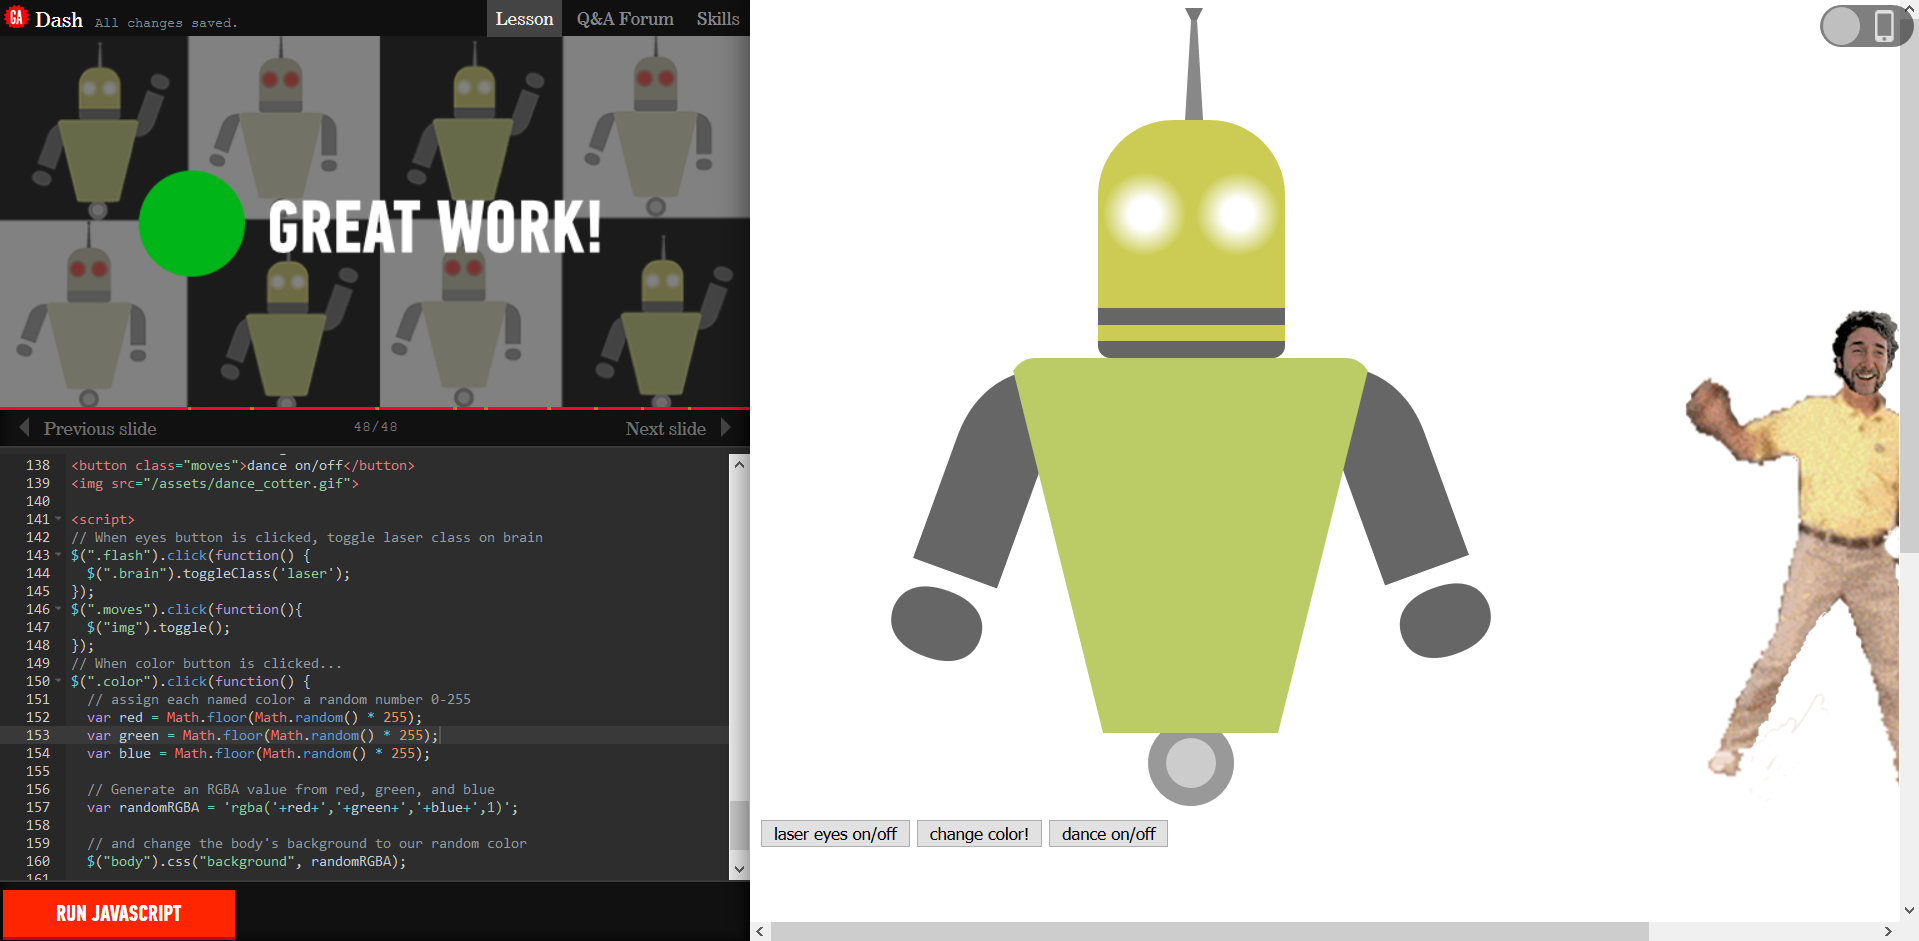 GA Dash All changes saved. Lesson Q&A Forum Skills
GREAT WORK!
Previous slide 48/48 Next slide
138 <button class="moves">dance on/off</button>
139 <img src="/assets/dance_cotter.gif">
140
141 <script>
142 // When eyes button is clicked, toggle laser class on brain
143 $(".flash").click(function() {
144 $(".brain").toggleClass('laser');
145 });
146 $(".moves").click(function(){
147 $("img").toggle();
148 });
149 // When color button is clicked...
150 $(".color").click(function() {
151 // assign each named color a random number 0-255
152 var red = Math.floor(Math.random() * 255);
153 var green = Math.floor(Math.random() * 255);
154 var blue = Math.floor(Math.random() * 255);
155
156 // Generate an RGBA value from red, green, and blue
157 var randomRGBA = 'rgba('+red+','+green+','+blue+',1)';
158
159 // and change the body's background to our random color
160 $("body").css("background", randomRGBA);
161
RUN JAVASCRIPT
laser eyes on/off change color! dance on/off